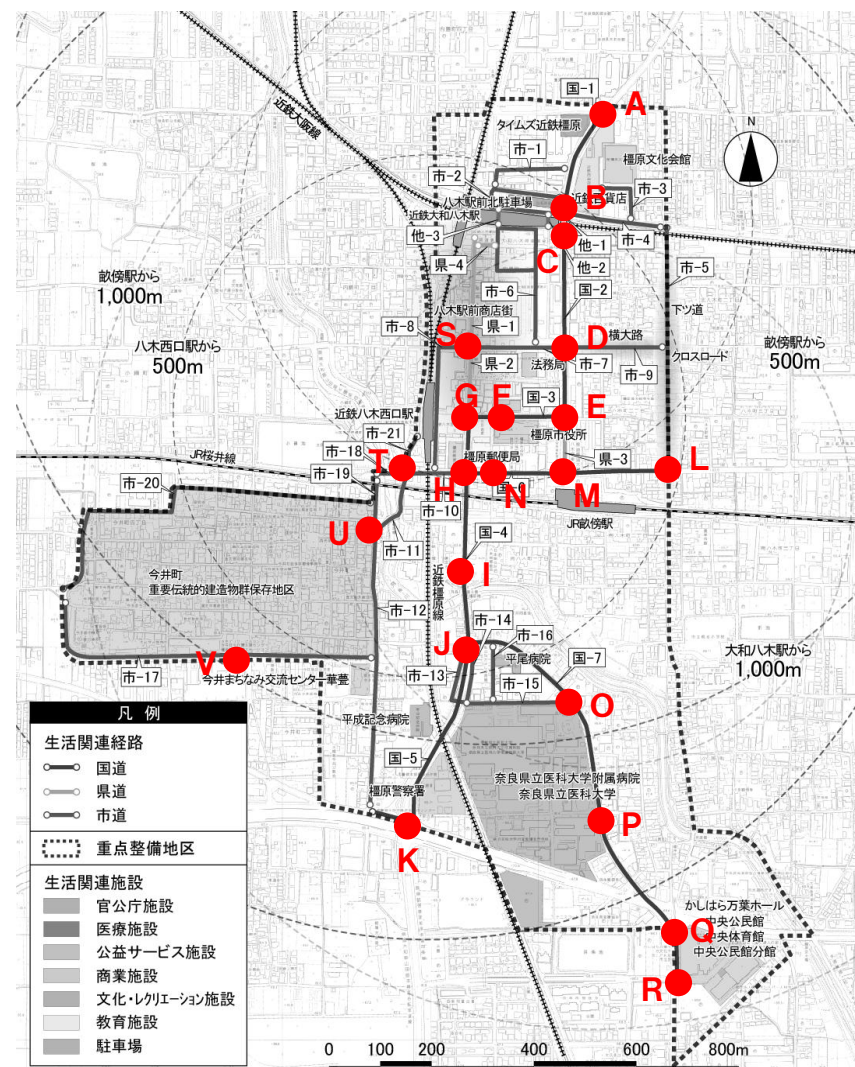 国-1
A
近鉄大阪線
タイムズ近鉄橿原
N
市-1
橿原文化会館
市-2
B
市-3
八木駅前北駐車場
近鉄大和八木駅
他-3
他-1
市-4
C
他-2
県-4
市-5
畝傍駅から
1,000m
市-6
国-2
下ツ道
八木駅前商店街
八木西口駅から
500m
市-8
S
県-1
D
横大路
畝傍駅から
500m
県-2
法務局
市-7
市-9
クロスロード
G
F
国-3
E
近鉄八木西口駅
橿原市役所
市-21
JR桜井線
市-18
T
橿原郵便局
県-3
L
市-19
H
N
国-6
M
市-20
市-10
JR畝傍駅
U
市-11
国-4
今井町
重要伝統的建造物群保存地区
I
近鉄橿原線
市-12
市-14
市-16
J
大和八木駅から
1,000m
V
平尾病院
国-7
市-17
今井まちなみ交流センター華甍
市-13
市-15
O
凡例
平成記念病院
生活関連経路
国道
国-5
奈良県立医科大学附属病院
奈良県立医科大学
県道
市道
橿原警察署
P
重点整備地区
K
生活関連施設
官公庁施設
かしはら万葉ホール
医療施設
中央公民館
Q
公益サービス施設
中央体育館
商業施設
中央公民館分館
R
文化・レクリエーション施設
教育施設
駐車場
0 200 400 600 800m